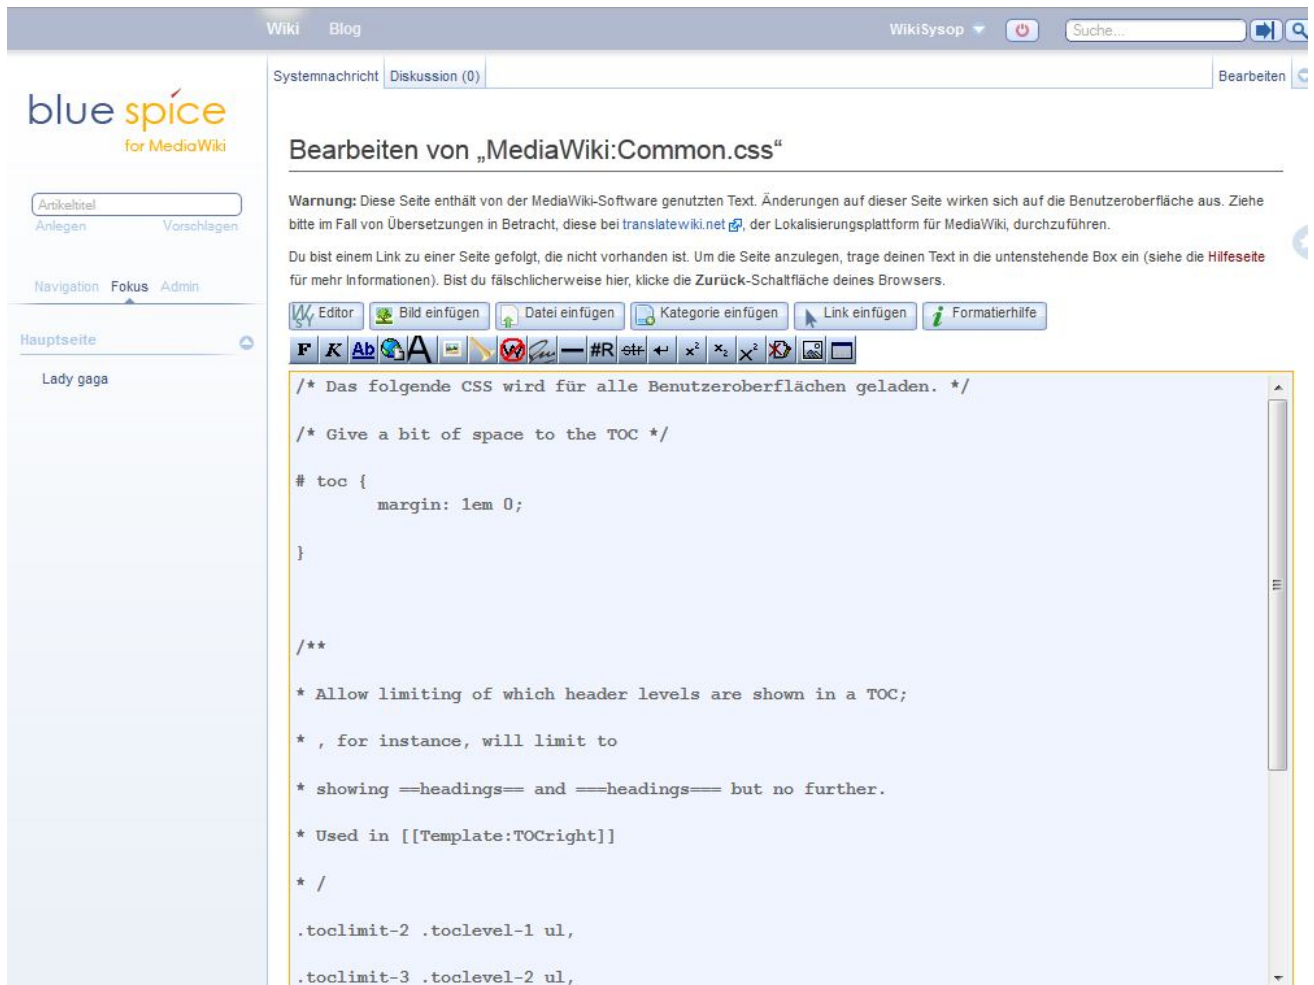 Wiki Blog WikiSysop Suche...
Systemnachricht Diskussion (0) Bearbeiten
blue spice
for MediaWiki
Artikeltitel
Anlegen Vorschlagen
Navigation Fokus Admin
Hauptseite
Lady gaga
Bearbeiten von „MediaWiki:Common.css“
Warnung: Diese Seite enthält von der MediaWiki-Software genutzten Text. Änderungen auf dieser Seite wirken sich auf die Benutzeroberfläche aus. Ziehe
bitte im Fall von Übersetzungen in Betracht, diese bei translatewiki.net, der Lokalisierungsplattform für MediaWiki, durchzuführen.
Du bist einem Link zu einer Seite gefolgt, die nicht vorhanden ist. Um die Seite anzulegen, trage deinen Text in die untenstehende Box ein (siehe die Hilfeseite
für mehr Informationen). Bist du fälschlicherweise hier, klicke die Zurück-Schaltfläche deines Browsers.
Editor Bild einfügen Datei einfügen Kategorie einfügen Link einfügen Formatierhilfe
F K Ab A #R str x² x₂ x²
/* Das folgende CSS wird für alle Benutzeroberflächen geladen. */
/* Give a bit of space to the TOC */
# toc {
margin: 1em 0;
}
/**
* Allow limiting of which header levels are shown in a TOC;
* , for instance, will limit to
* showing ==headings== and ===headings=== but no further.
* Used in [[Template:TOCright]]
* /
.toclimit-2 .toclevel-1 ul,
.toclimit-3 .toclevel-2 ul,